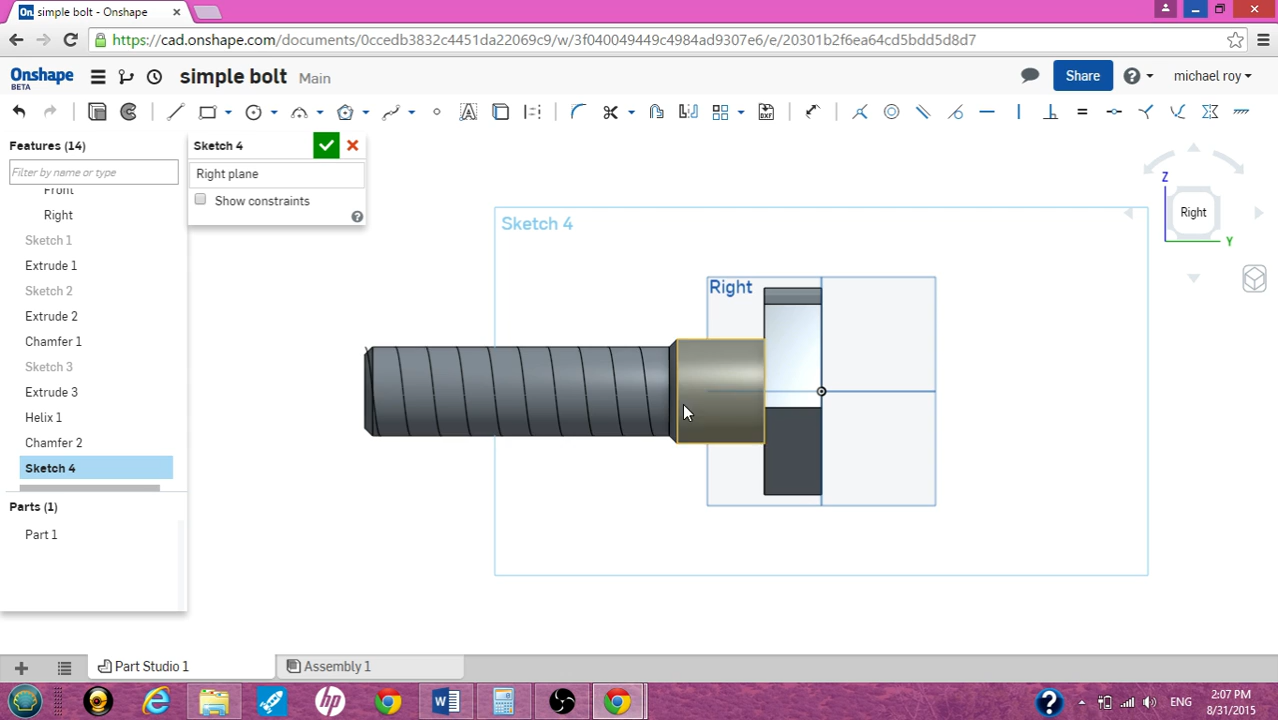 simple bolt - Onshape
https://cad.onshape.com/documents/0ccedb3832c4451da22069c9/w/3f040049449c4984ad9307e6/e/20301b2f6ea64cd5bdd5d8d7
Onshape
BETA
simple bolt Main
Share
michael roy
Features (14)
Filter by name or type
Front
Right
Sketch 1
Extrude 1
Sketch 2
Extrude 2
Chamfer 1
Sketch 3
Extrude 3
Helix 1
Chamfer 2
Sketch 4
Parts (1)
Part 1
Sketch 4
Right plane
Show constraints
Sketch 4
Right
Z
Right
Y
Part Studio 1
Assembly 1
ENG
2:07 PM
8/31/2015